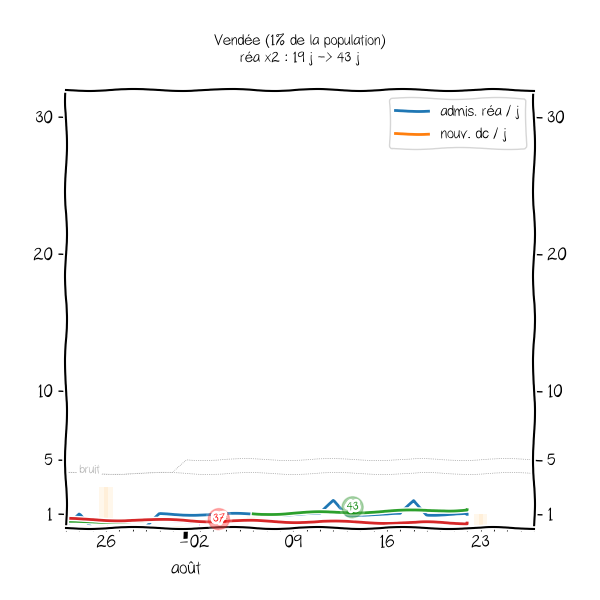 Vendée (1% de la population)
réa x2 : 19 j -> 43 j
admis. réa / j
nouv. dc / j
30
30
20
20
10
10
5
5
bruit
1
1
37
43
26
02
09
16
23
août